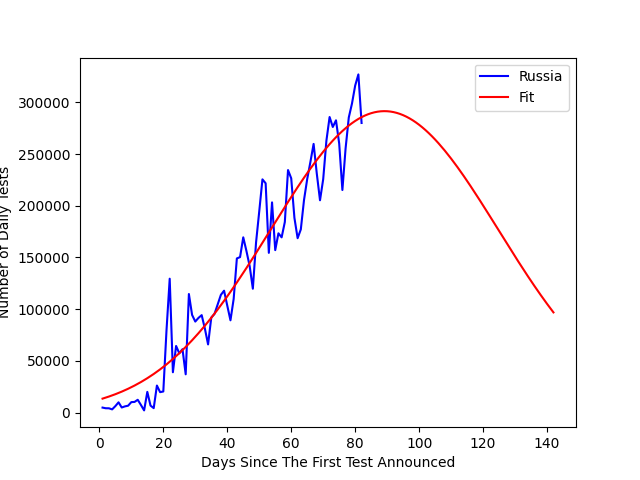 Russia
Fit
300000
250000
200000
150000
100000
50000
0
Number of Daily Tests
0 20 40 60 80 100 120 140
Days Since The First Test Announced